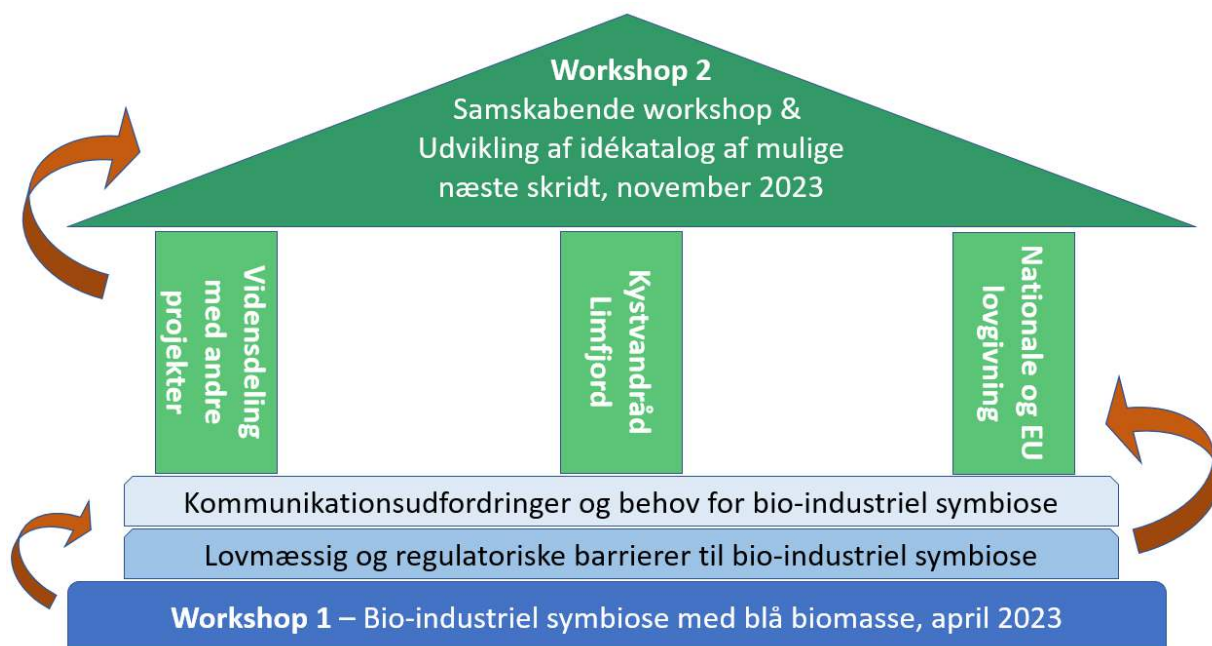 Workshop 2
Samskabende workshop &
Udvikling af idékatalog af mulige
næste skridt, november 2023
Vidensdeling
med andre
projekter
Kystvandråd
Limfjord
Nationale og EU
lovgivning
Kommunikationsudfordringer og behov for bio-industriel symbiose
Lovmæssig og regulatoriske barrierer til bio-industriel symbiose
Workshop 1 – Bio-industriel symbiose med blå biomasse, april 2023